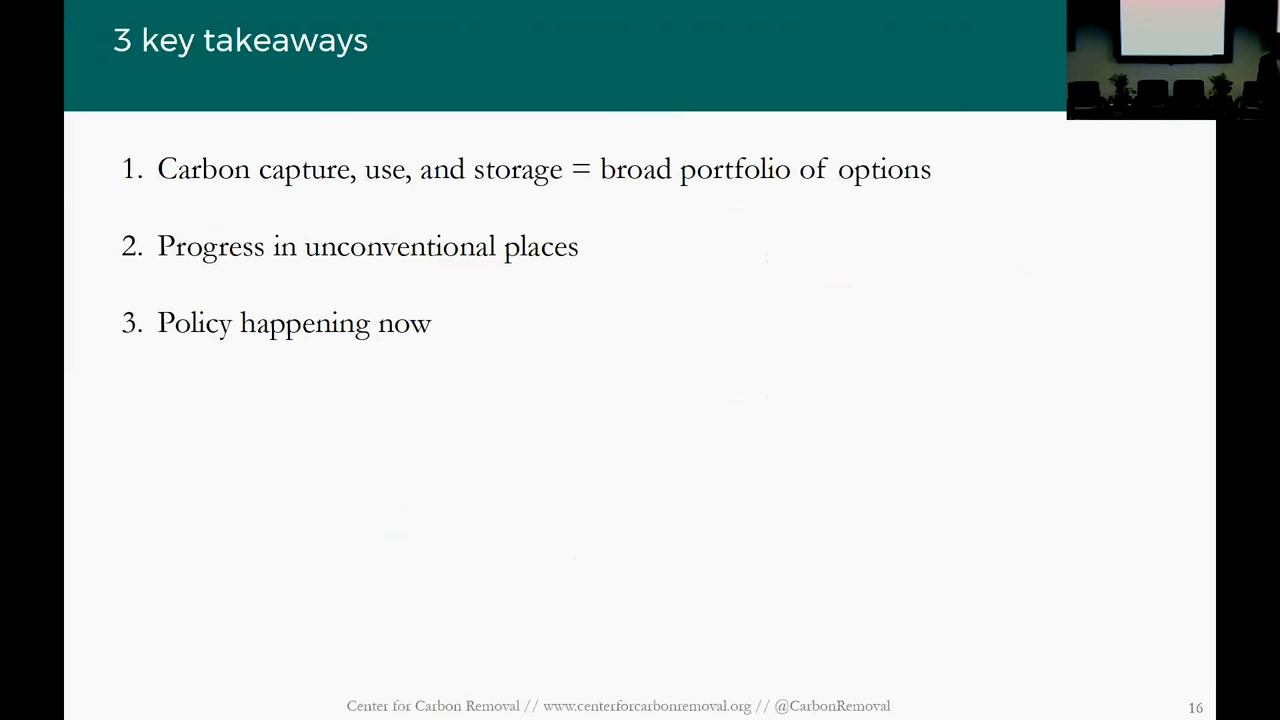 3 key takeaways
1. Carbon capture, use, and storage = broad portfolio of options
2. Progress in unconventional places
3. Policy happening now
Center for Carbon Removal // www.centerforcarbonremoval.org // @CarbonRemoval
16